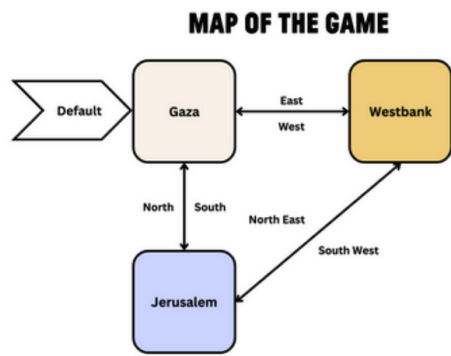 MAP OF THE GAME
Default
Gaza
East
West
Westbank
North
South
North East
South West
Jerusalem